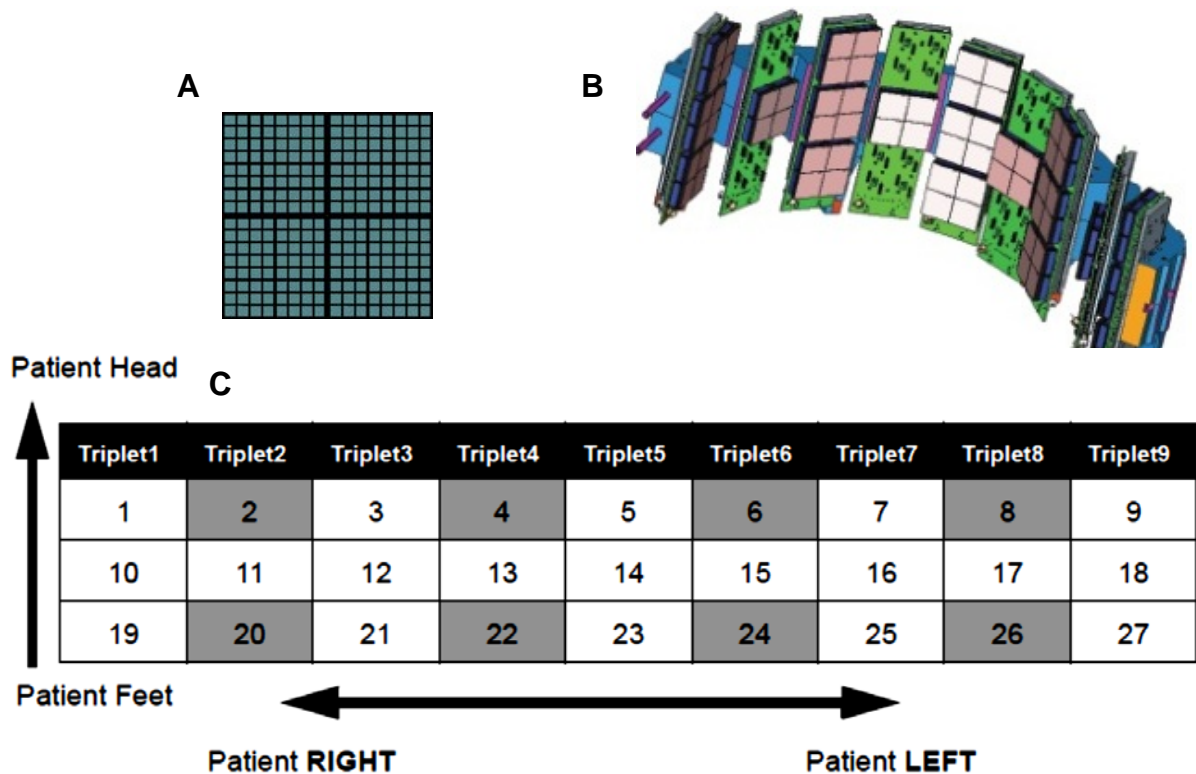 A
B
Patient Head
C
Triplet1 Triplet2 Triplet3 Triplet4 Triplet5 Triplet6 Triplet7 Triplet8 Triplet9
1 2 3 4 5 6 7 8 9
10 11 12 13 14 15 16 17 18
19 20 21 22 23 24 25 26 27
Patient Feet
Patient RIGHT Patient LEFT